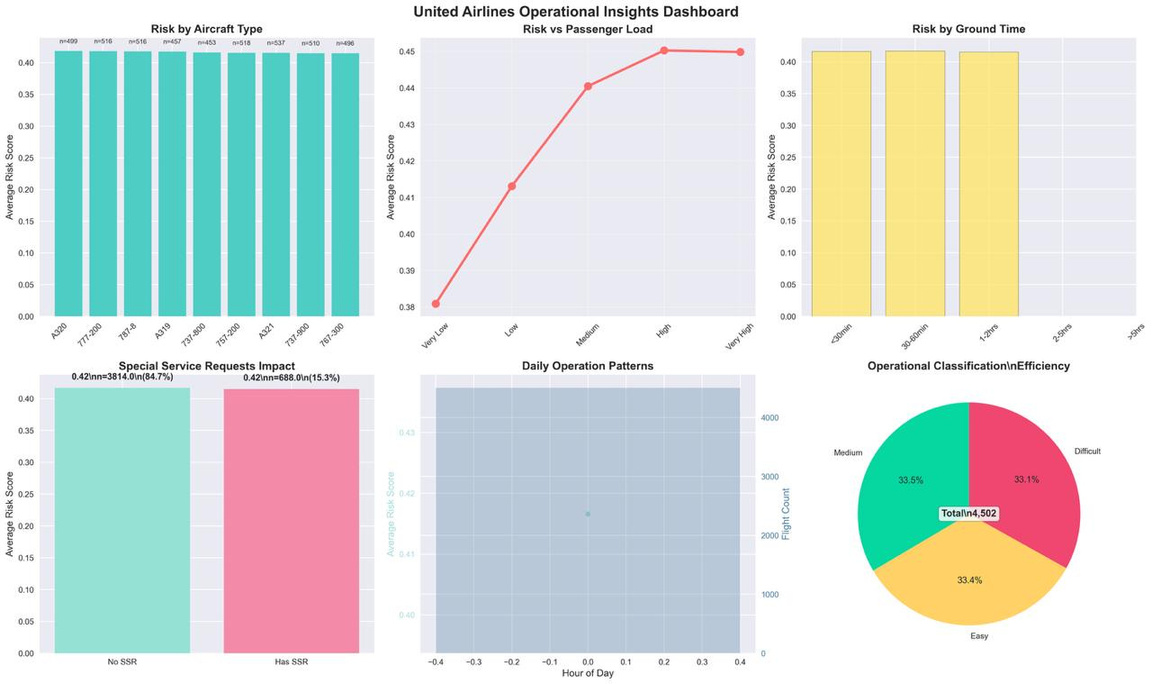 United Airlines Operational Insights Dashboard
Risk by Aircraft Type
n=499 n=516 n=516 n=457 n=453 n=518 n=537 n=510 n=496
0.40
0.35
0.30
0.25
0.20
0.15
0.10
0.05
0.00
Average Risk Score
A320 777-200 787-8 A319 737-800 757-200 A321 737-900 767-300
Risk vs Passenger Load
0.45
0.44
0.43
0.42
0.41
0.40
0.39
0.38
Average Risk Score
Very Low Low Medium High Very High
Risk by Ground Time
0.40
0.35
0.30
0.25
0.20
0.15
0.10
0.05
0.00
Average Risk Score
<30min 30-60min 1-2hrs 2-5hrs >5hrs
Special Service Requests Impact
0.42\nn=3814.0\n(84.7%) 0.42\nn=688.0\n(15.3%)
0.40
0.35
0.30
0.25
0.20
0.15
0.10
0.05
0.00
Average Risk Score
No SSR Has SSR
Daily Operation Patterns
0.43
0.42
0.41
0.40
Average Risk Score
4000
3000
2000
1000
0
Flight Count
−0.4 −0.3 −0.2 −0.1 0.0 0.1 0.2 0.3 0.4
Hour of Day
Operational Classification\nEfficiency
Medium
Difficult
33.5%
33.1%
Total\n4,502
33.4%
Easy